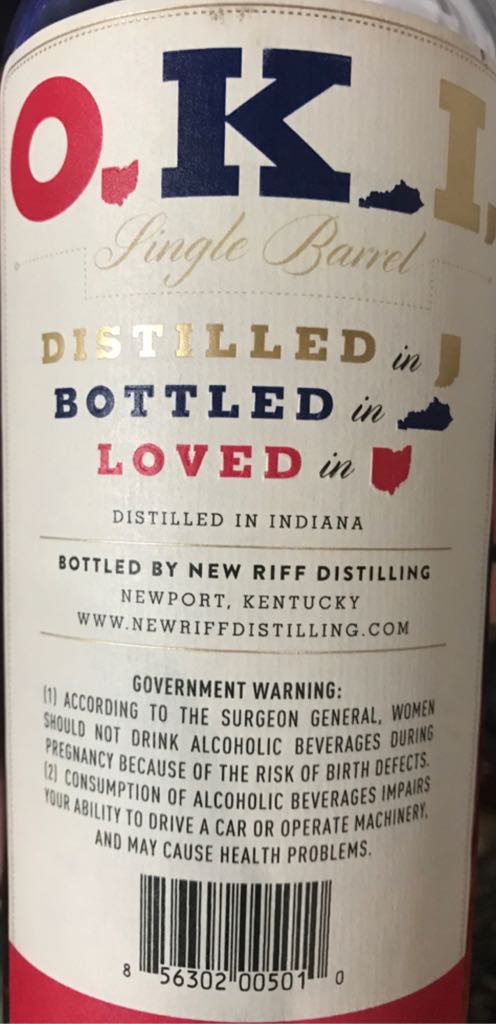 O.K.I.
Single Barrel
DISTILLED in
BOTTLED in
LOVED in
DISTILLED IN INDIANA
BOTTLED BY NEW RIFF DISTILLING
NEWPORT, KENTUCKY
WWW.NEWRIFFDISTILLING.COM
GOVERNMENT WARNING:
(1) ACCORDING TO THE SURGEON GENERAL, WOMEN
SHOULD NOT DRINK ALCOHOLIC BEVERAGES DURING
PREGNANCY BECAUSE OF THE RISK OF BIRTH DEFECTS.
(2) CONSUMPTION OF ALCOHOLIC BEVERAGES IMPAIRS
YOUR ABILITY TO DRIVE A CAR OR OPERATE MACHINERY,
AND MAY CAUSE HEALTH PROBLEMS.
8 56302 00501 0